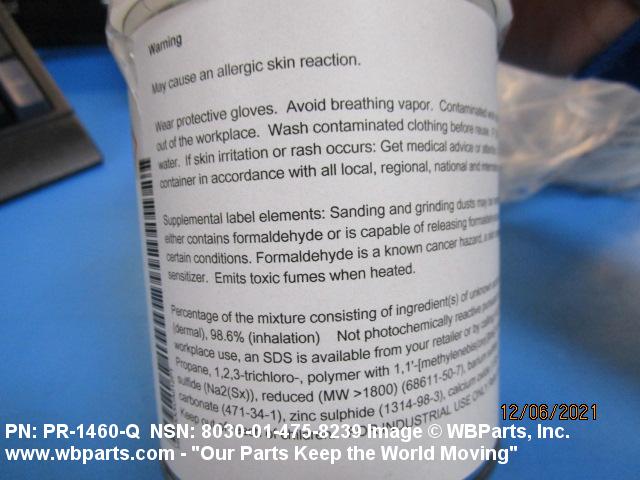 Warning
May cause an allergic skin reaction.
Wear protective gloves. Avoid breathing vapor. Contaminated
out of the workplace. Wash contaminated clothing before reuse.
water. If skin irritation or rash occurs: Get medical advice or
container in accordance with all local, regional, national and
Supplemental label elements: Sanding and grinding dusts may be
either contains formaldehyde or is capable of releasing
certain conditions. Formaldehyde is a known cancer hazard, a
sensitizer. Emits toxic fumes when heated.
Percentage of the mixture consisting of ingredient(s) of unknown
(dermal), 98.6% (inhalation) Not photochemically reactive
workplace use, an SDS is available from your retailer or by
Propane, 1,2,3-trichloro-, polymer with 1,1'-[methylenebis(
sulfide (Na2(Sx)), reduced (MW >1800) (68611-50-7),
carbonate (471-34-1), zinc sulphide (1314-98-3), calcium
Keep out INDUSTRIAL USE ONLY
12/06/2021
PN: PR-1460-Q NSN: 8030-01-475-8239 Image © WBParts, Inc.
www.wbparts.com - "Our Parts Keep the World Moving"